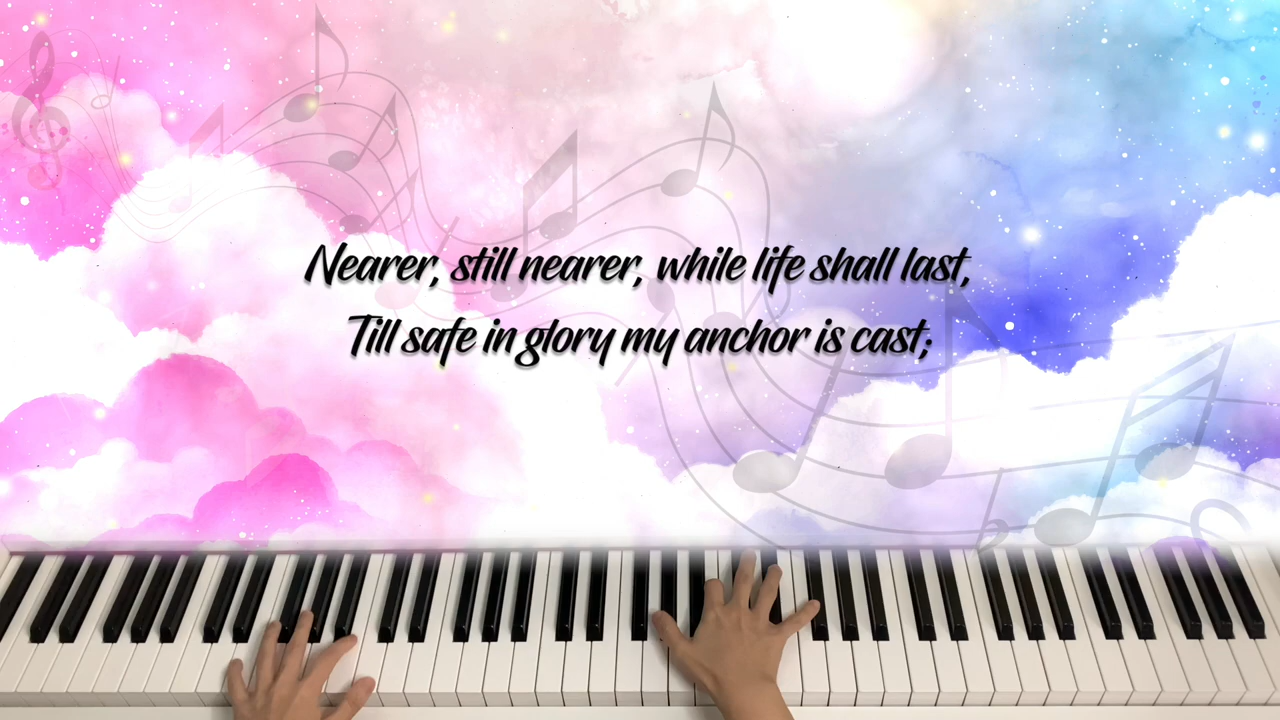 Nearer, still nearer, while life shall last,
Till safe in glory my anchor is cast;